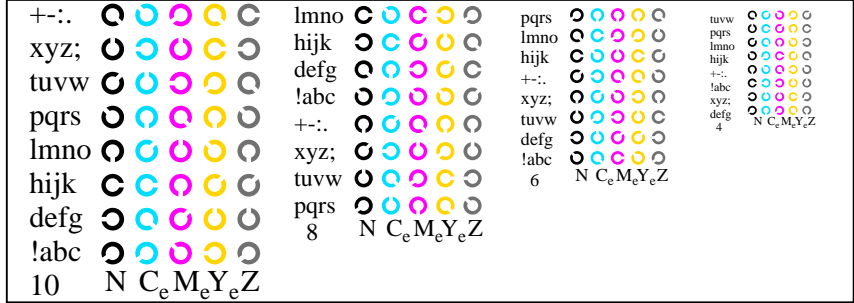 +-:.
xyz;
tuvw
pqrs
lmno
hijk
defg
!abc
10 N CeMeYeZ
lmno
hijk
defg
!abc
+-:.
xyz;
tuvw
pqrs
8 N CeMeYeZ
pqrs
lmno
hijk
+-:.
xyz;
tuvw
defg
!abc
6 N CeMeYeZ
tuvw
pqrs
lmno
hijk
+-:.
!abc
xyz;
defg
N CeMeYeZ
4